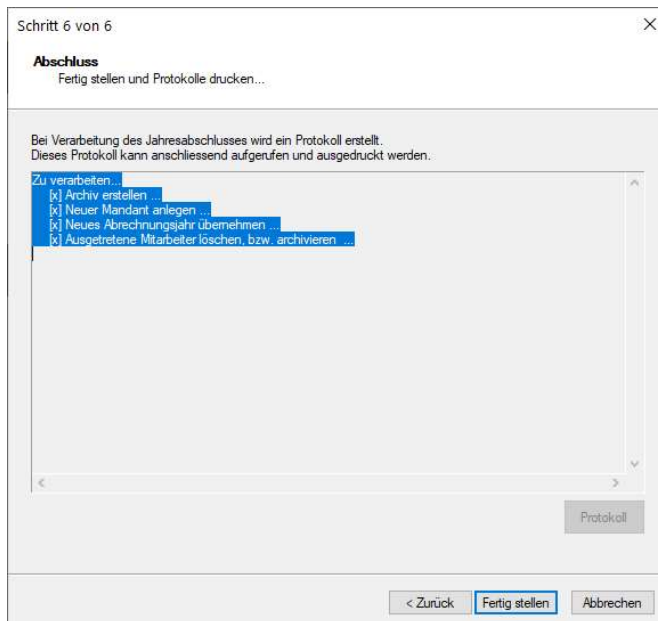 Schritt 6 von 6
Abschluss
Fertig stellen und Protokolle drucken...
Bei Verarbeitung des Jahresabschlusses wird ein Protokoll erstellt.
Dieses Protokoll kann anschliessend aufgerufen und ausgedruckt werden.
Zu verarbeiten...
[x] Archiv erstellen ...
[x] Neuer Mandant anlegen ...
[x] Neues Abrechnungsjahr übernehmen ...
[x] Ausgetretene Mitarbeiter löschen, bzw. archivieren ...
Protokoll
< Zurück Fertig stellen Abbrechen